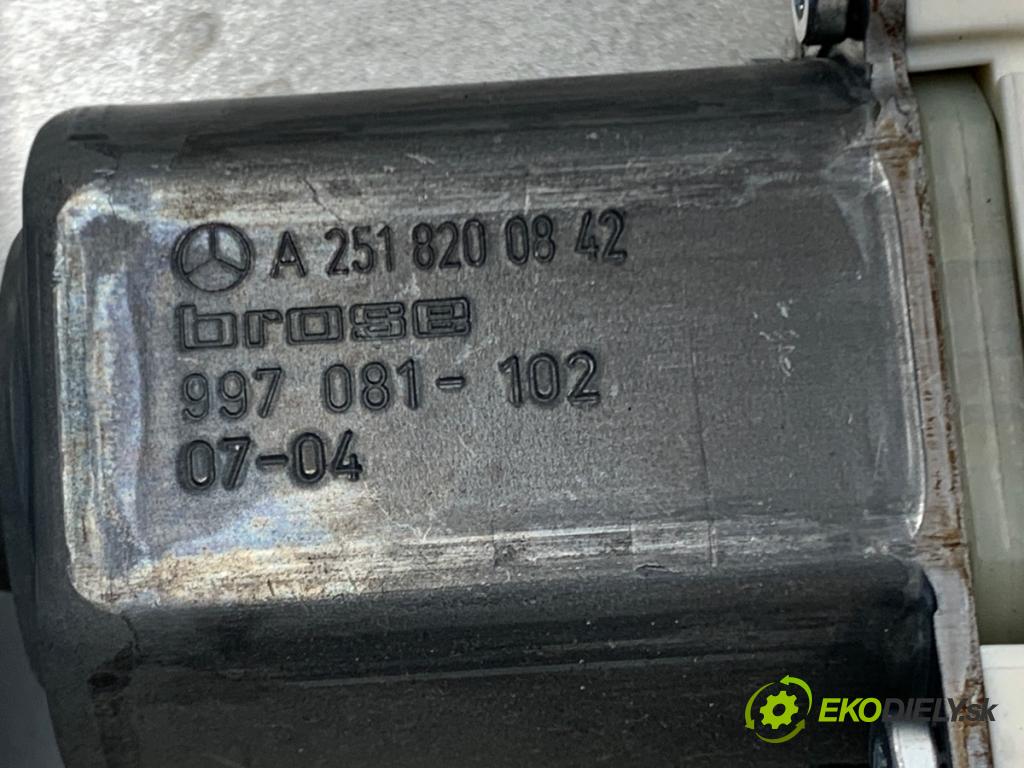 A 251 820 08 42
brose
997 081-102
07-04
EKODIELY.sk